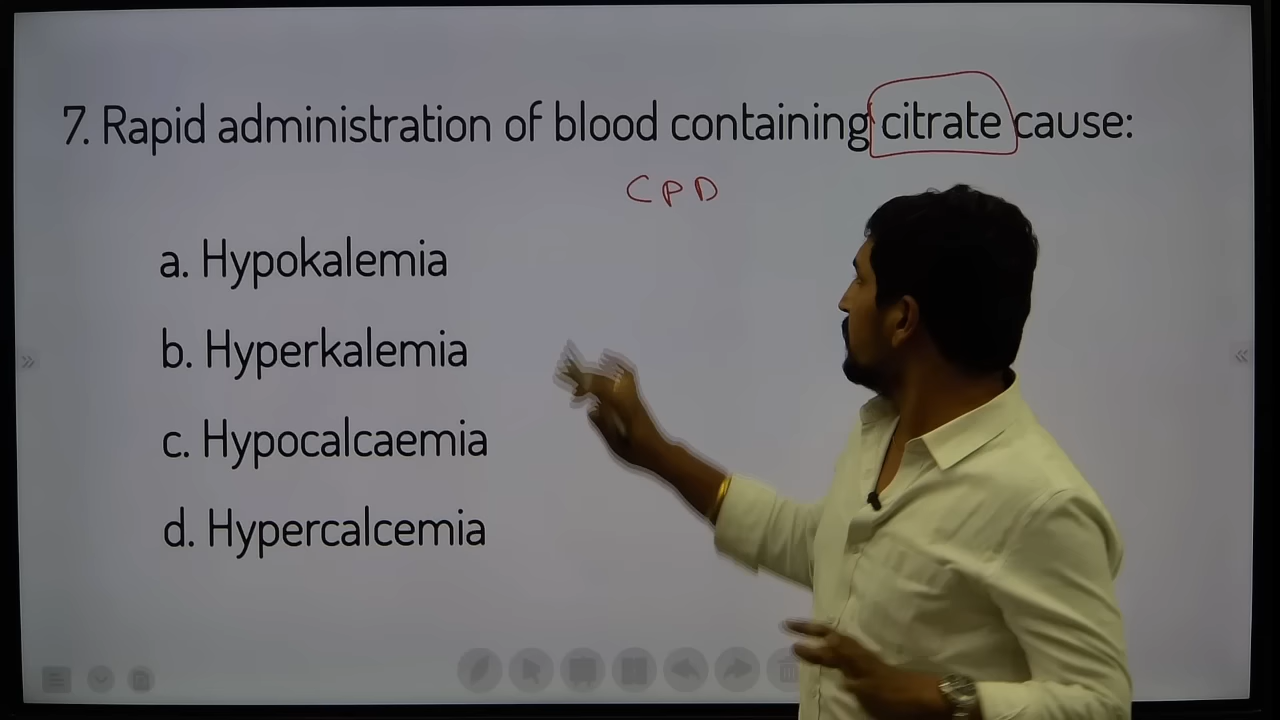 7. Rapid administration of blood containing citrate cause:
CPD
a. Hypokalemia
b. Hyperkalemia
c. Hypocalcaemia
d. Hypercalcemia